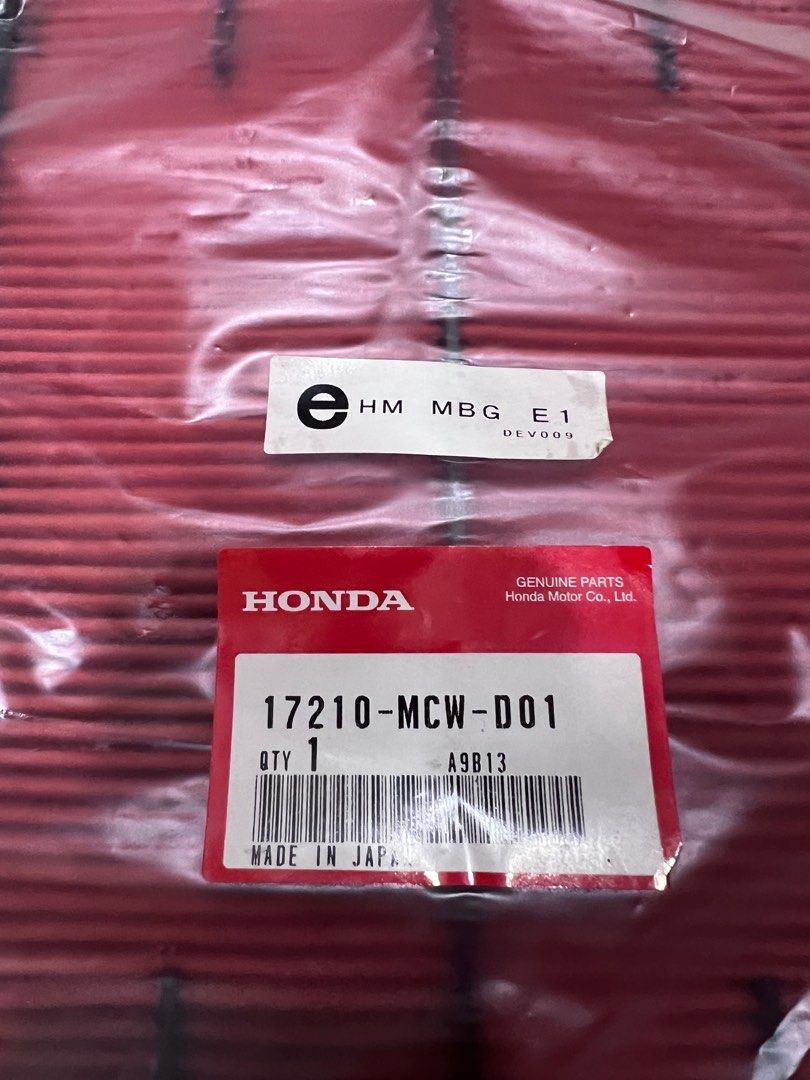 e HM MBG E1
DEV009
HONDA
GENUINE PARTS
Honda Motor Co., Ltd.
17210-MCW-D01
QTY 1 A9B13
MADE IN